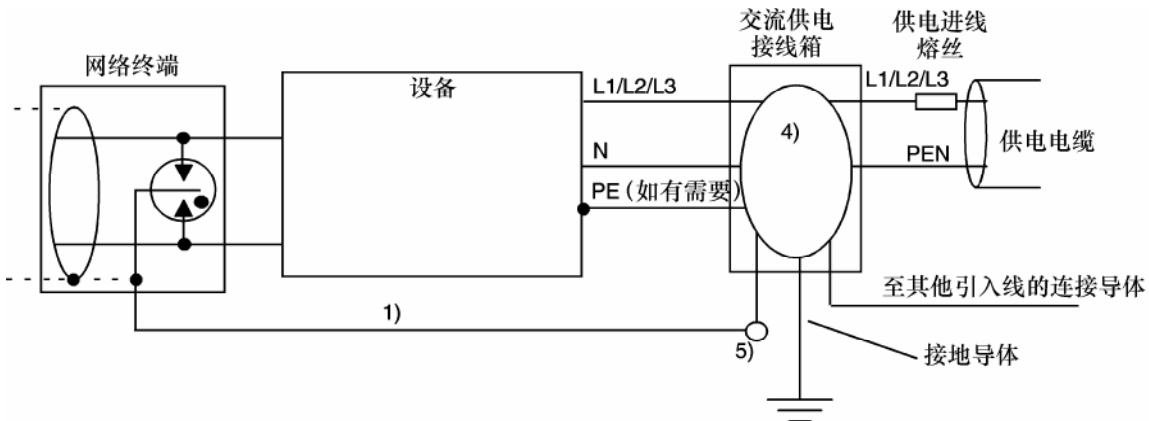 交流供电
接线箱
供电进线
熔丝
网络终端
设备
L1/L2/L3
L1/L2/L3
4)
供电电缆
N
PEN
PE（如有需要）
至其他引入线的连接导体
1)
5)
接地导体